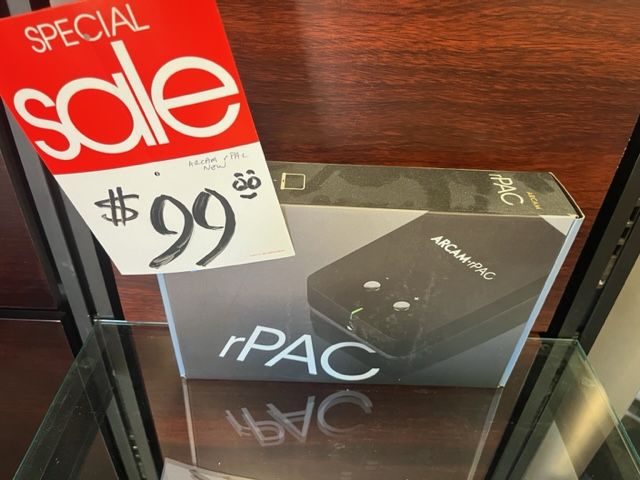 SPECIAL
sale
ARCAM rPAC
NEW
$99.00
rPAC ARCAM
ARCAM rPAC
rPAC